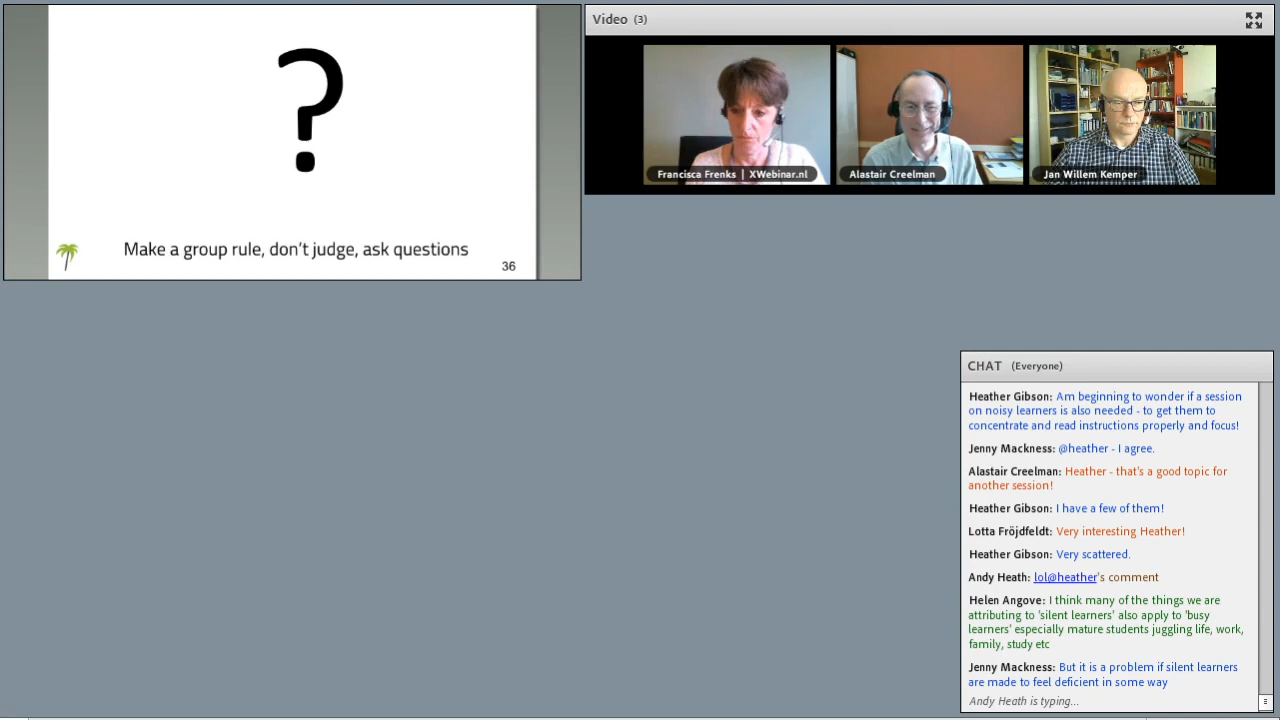 ?
Make a group rule, don't judge, ask questions
36
Video (3)
Francisca Frenks | XWebinar.nl
Alastair Creelman
Jan Willem Kemper
CHAT (Everyone)
Heather Gibson: Am beginning to wonder if a session
on noisy learners is also needed - to get them to
concentrate and read instructions properly and focus!
Jenny Mackness: @heather - I agree.
Alastair Creelman: Heather - that's a good topic for
another session!
Heather Gibson: I have a few of them!
Lotta Fröjdfeldt: Very interesting Heather!
Heather Gibson: Very scattered.
Andy Heath: lol@heather's comment
Helen Angove: I think many of the things we are
attributing to 'silent learners' also apply to 'busy
learners' especially mature students juggling life, work,
family, study etc
Jenny Mackness: But it is a problem if silent learners
are made to feel deficient in some way
Andy Heath is typing...